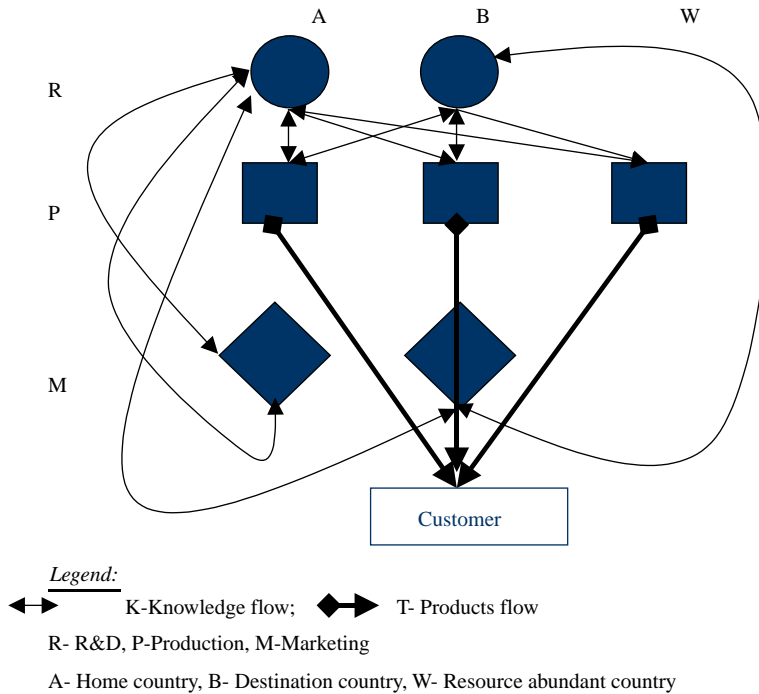 A B W
R
P
M
Customer
Legend:
K-Knowledge flow; T- Products flow
R- R&D, P-Production, M-Marketing
A- Home country, B- Destination country, W- Resource abundant country